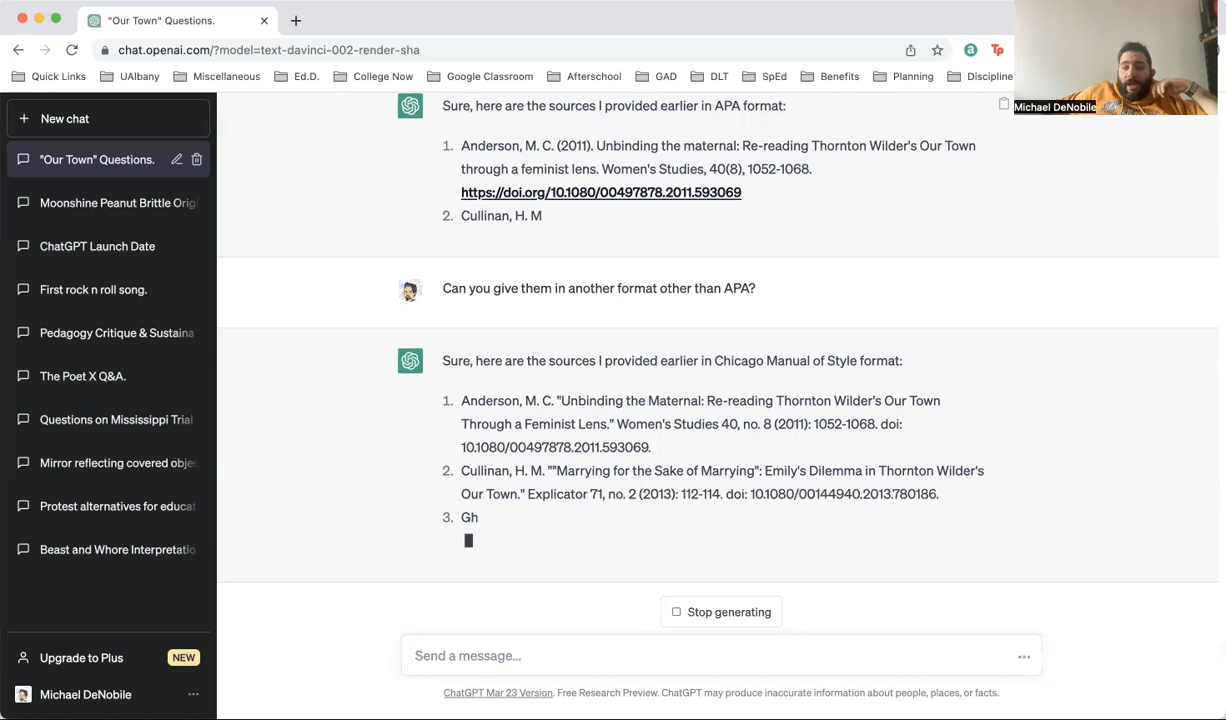 "Our Town" Questions.
chat.openai.com/?model=text-davinci-002-render-sha
Quick Links
UAlbany
Miscellaneous
Ed.D.
College Now
Google Classroom
Afterschool
GAD
DLT
SpEd
Benefits
Planning
Discipline
Michael DeNobile
New chat
"Our Town" Questions.
Moonshine Peanut Brittle Orig
ChatGPT Launch Date
First rock n roll song.
Pedagogy Critique & Sustaina
The Poet X Q&A.
Questions on Mississippi Trial
Mirror reflecting covered obje
Protest alternatives for educat
Beast and Whore Interpretatio
Upgrade to Plus
NEW
Michael DeNobile
Sure, here are the sources I provided earlier in APA format:
1. Anderson, M. C. (2011). Unbinding the maternal: Re-reading Thornton Wilder's Our Town
through a feminist lens. Women's Studies, 40(8), 1052-1068.
https://doi.org/10.1080/00497878.2011.593069
2. Cullinan, H. M
Can you give them in another format other than APA?
Sure, here are the sources I provided earlier in Chicago Manual of Style format:
1. Anderson, M. C. "Unbinding the Maternal: Re-reading Thornton Wilder's Our Town
Through a Feminist Lens." Women's Studies 40, no. 8 (2011): 1052-1068. doi:
10.1080/00497878.2011.593069.
2. Cullinan, H. M. ""Marrying for the Sake of Marrying": Emily's Dilemma in Thornton Wilder's
Our Town." Explicator 71, no. 2 (2013): 112-114. doi: 10.1080/00144940.2013.780186.
3. Gh
Stop generating
Send a message...
ChatGPT Mar 23 Version. Free Research Preview. ChatGPT may produce inaccurate information about people, places, or facts.